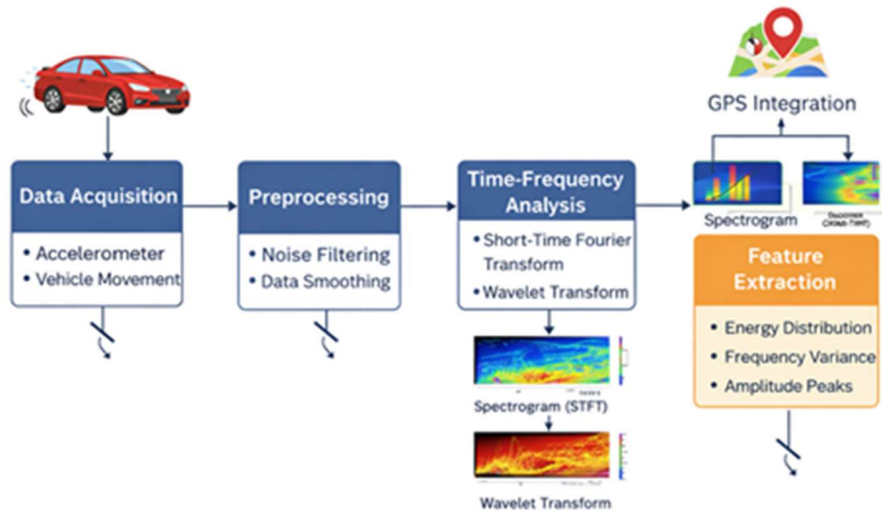 GPS Integration
Data Acquisition
Accelerometer
Vehicle Movement
Preprocessing
Noise Filtering
Data Smoothing
Time-Frequency
Analysis
Short-Time Fourier
Transform
Wavelet Transform
Spectrogram (STFT)
Wavelet Transform
Spectrogram
Feature
Extraction
Energy Distribution
Frequency Variance
Amplitude Peaks